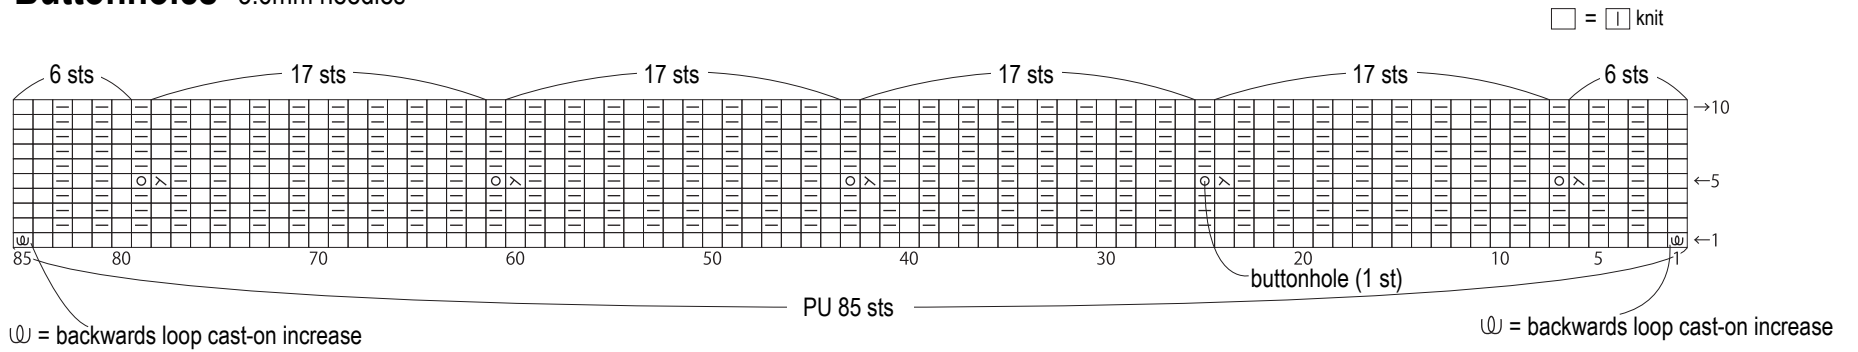 = | knit
6 sts 17 sts 17 sts 17 sts 17 sts 6 sts
→10
←5
←1
85 80 70 60 50 40 30 20 10 5 1
buttonhole (1 st)
PU 85 sts
= backwards loop cast-on increase
= backwards loop cast-on increase